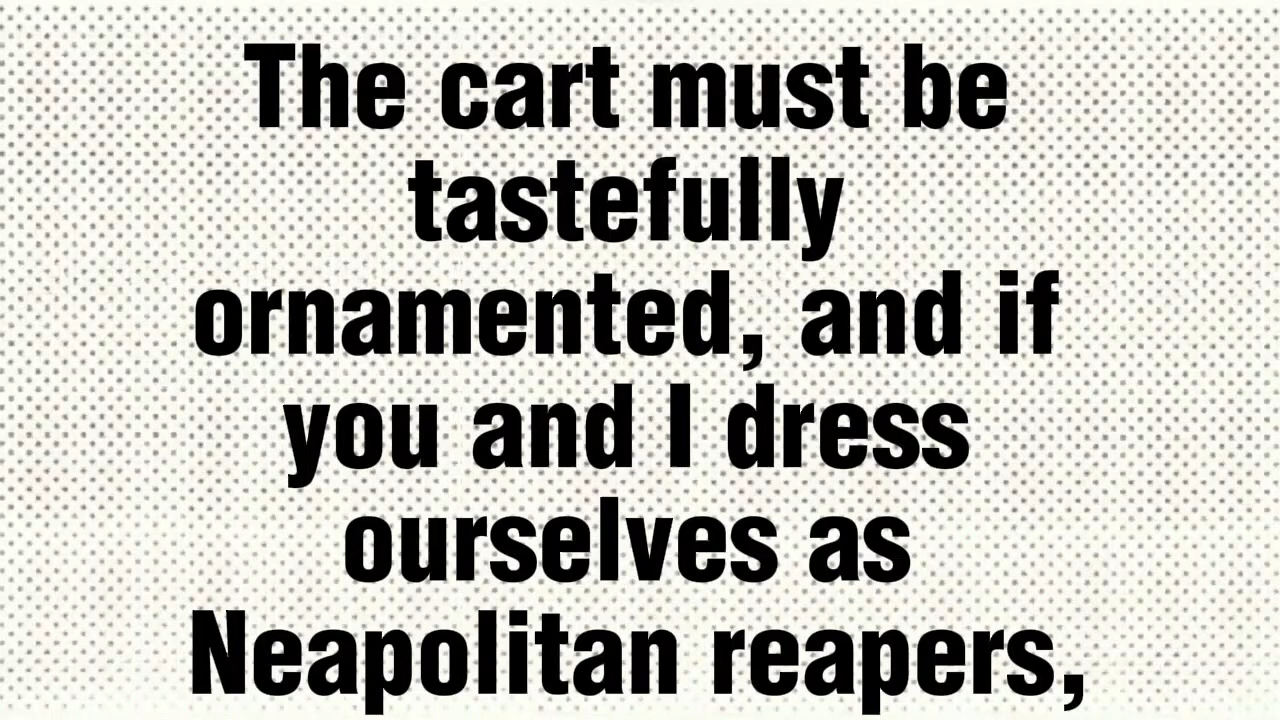 The cart must be
tastefully
ornamented, and if
you and I dress
ourselves as
Neapolitan reapers,